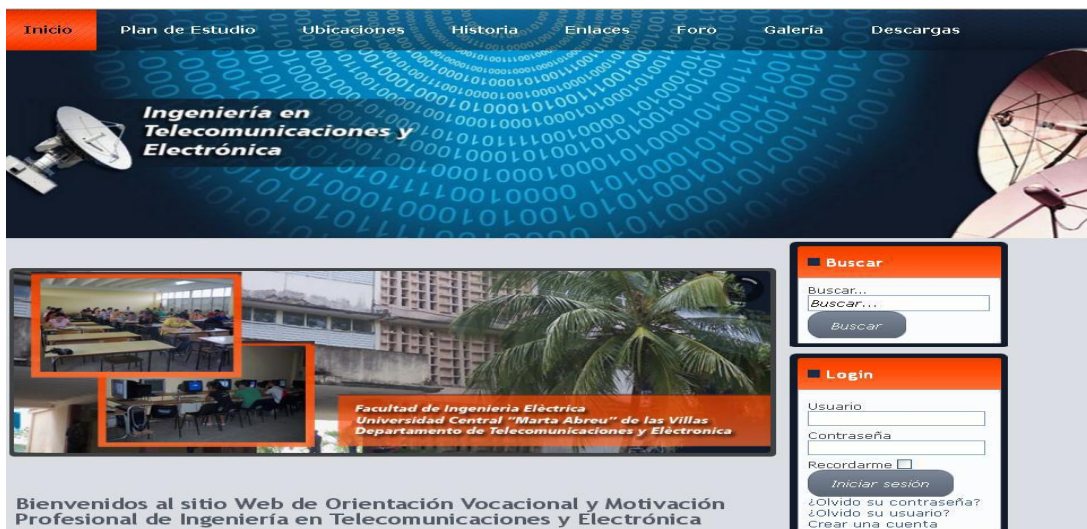 Inicio Plan de Estudio Ubicaciones Historia Enlaces Foro Galería Descargas
Ingeniería en
Telecomunicaciones y
Electrónica
Facultad de Ingenieria Elèctrica
Universidad Central "Marta Abreu" de las Villas
Departamento de Telecomunicaciones y Elèctronica
Bienvenidos al sitio Web de Orientación Vocacional y Motivación
Profesional de Ingeniería en Telecomunicaciones y Electrónica
Buscar
Buscar...
Buscar...
Buscar
Login
Usuario
Contraseña
Recordarme
Iniciar sesión
¿Olvido su contraseña?
¿Olvido su usuario?
Crear una cuenta